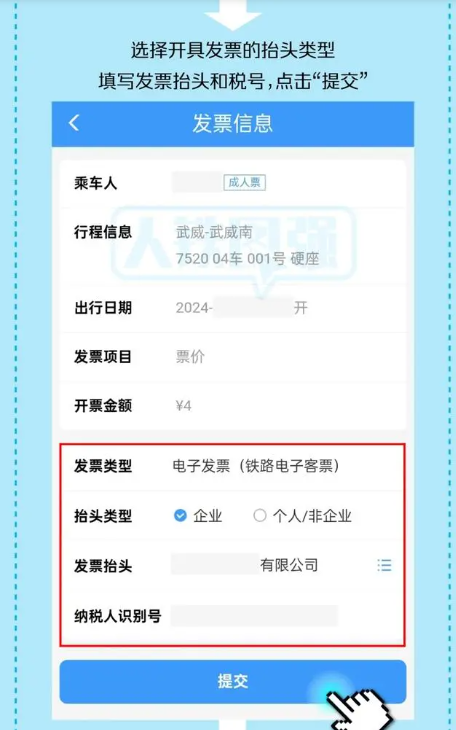 选择开具发票的抬头类型
填写发票抬头和税号，点击“提交”
发票信息
乘车人 成人票
行程信息 武威-武威南
7520 04车 001号 硬座
出行日期 2024- 开
发票项目 票价
开票金额 ¥4
发票类型 电子发票（铁路电子客票）
抬头类型 企业 个人/非企业
发票抬头 有限公司
纳税人识别号
提交